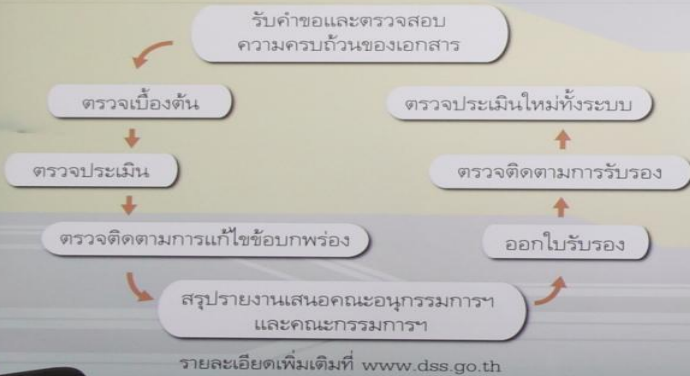 รับคำขอและตรวจสอบ
ความครบถ้วนของเอกสาร
ตรวจเบื้องต้น
ตรวจประเมิน
ตรวจติดตามการแก้ไขข้อบกพร่อง
สรุปรายงานเสนอคณะอนุกรรมการฯ
และคณะกรรมการฯ
ออกใบรับรอง
ตรวจติดตามการรับรอง
ตรวจประเมินใหม่ทั้งระบบ
รายละเอียดเพิ่มเติมที่ www.dss.go.th